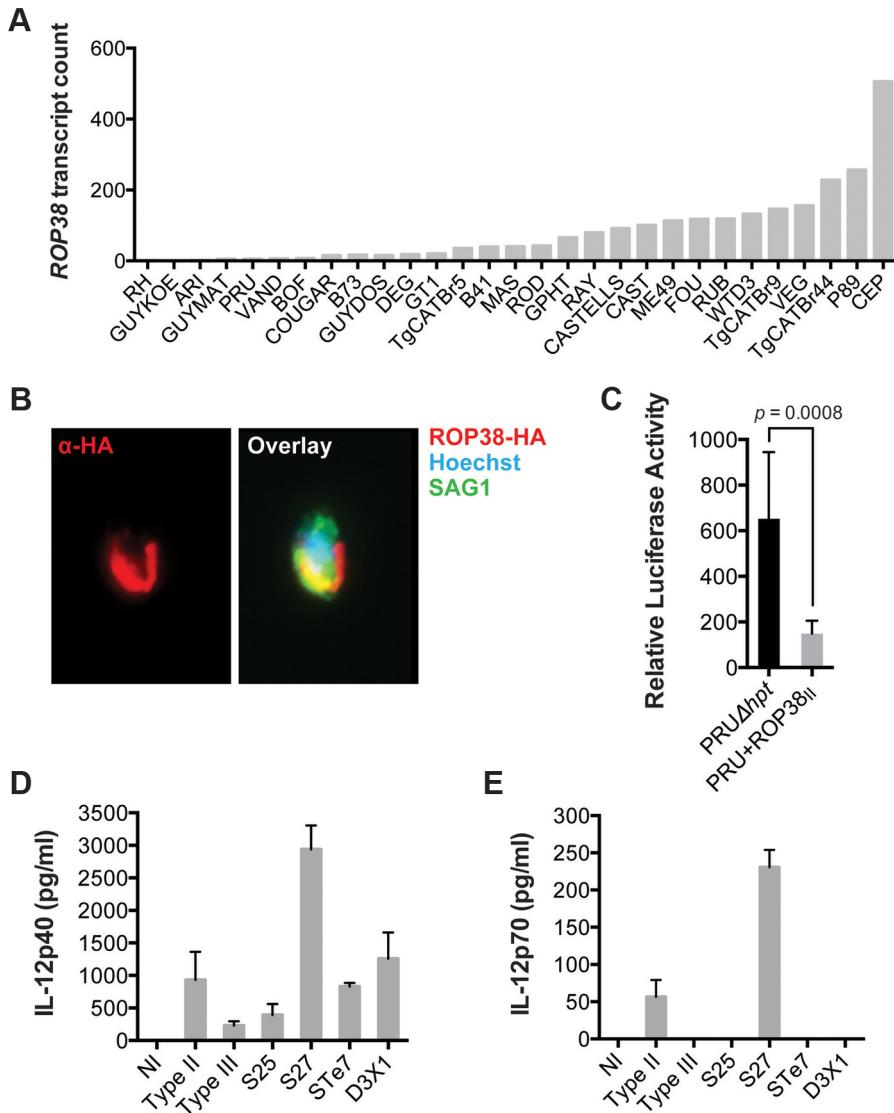 A
ROP38 transcript count
600
400
200
0
RH
GUYKOE
ARI
GUYMAT
PRU
VAND
BOF
COUGAR
B73
GUYDOS
DEG
GT1
TgCATBr5
B41
MAS
ROD
GPHT
RAY
CASTELLS
CAST
ME49
FOU
RUB
WTD3
TgCATBr9
VEG
TgCATBr44
P89
CEP
B
α-HA
Overlay
ROP38-HA
Hoechst
SAG1
C
Relative Luciferase Activity
p = 0.0008
1000
800
600
400
200
0
PRUΔhpt
PRU+ROP38II
D
IL-12p40 (pg/ml)
3500
3000
2500
2000
1500
1000
500
0
NI
Type II
Type III
S25
S27
STe7
D3X1
E
IL-12p70 (pg/ml)
300
250
200
150
100
50
0
NI
Type II
Type III
S25
S27
STe7
D3X1